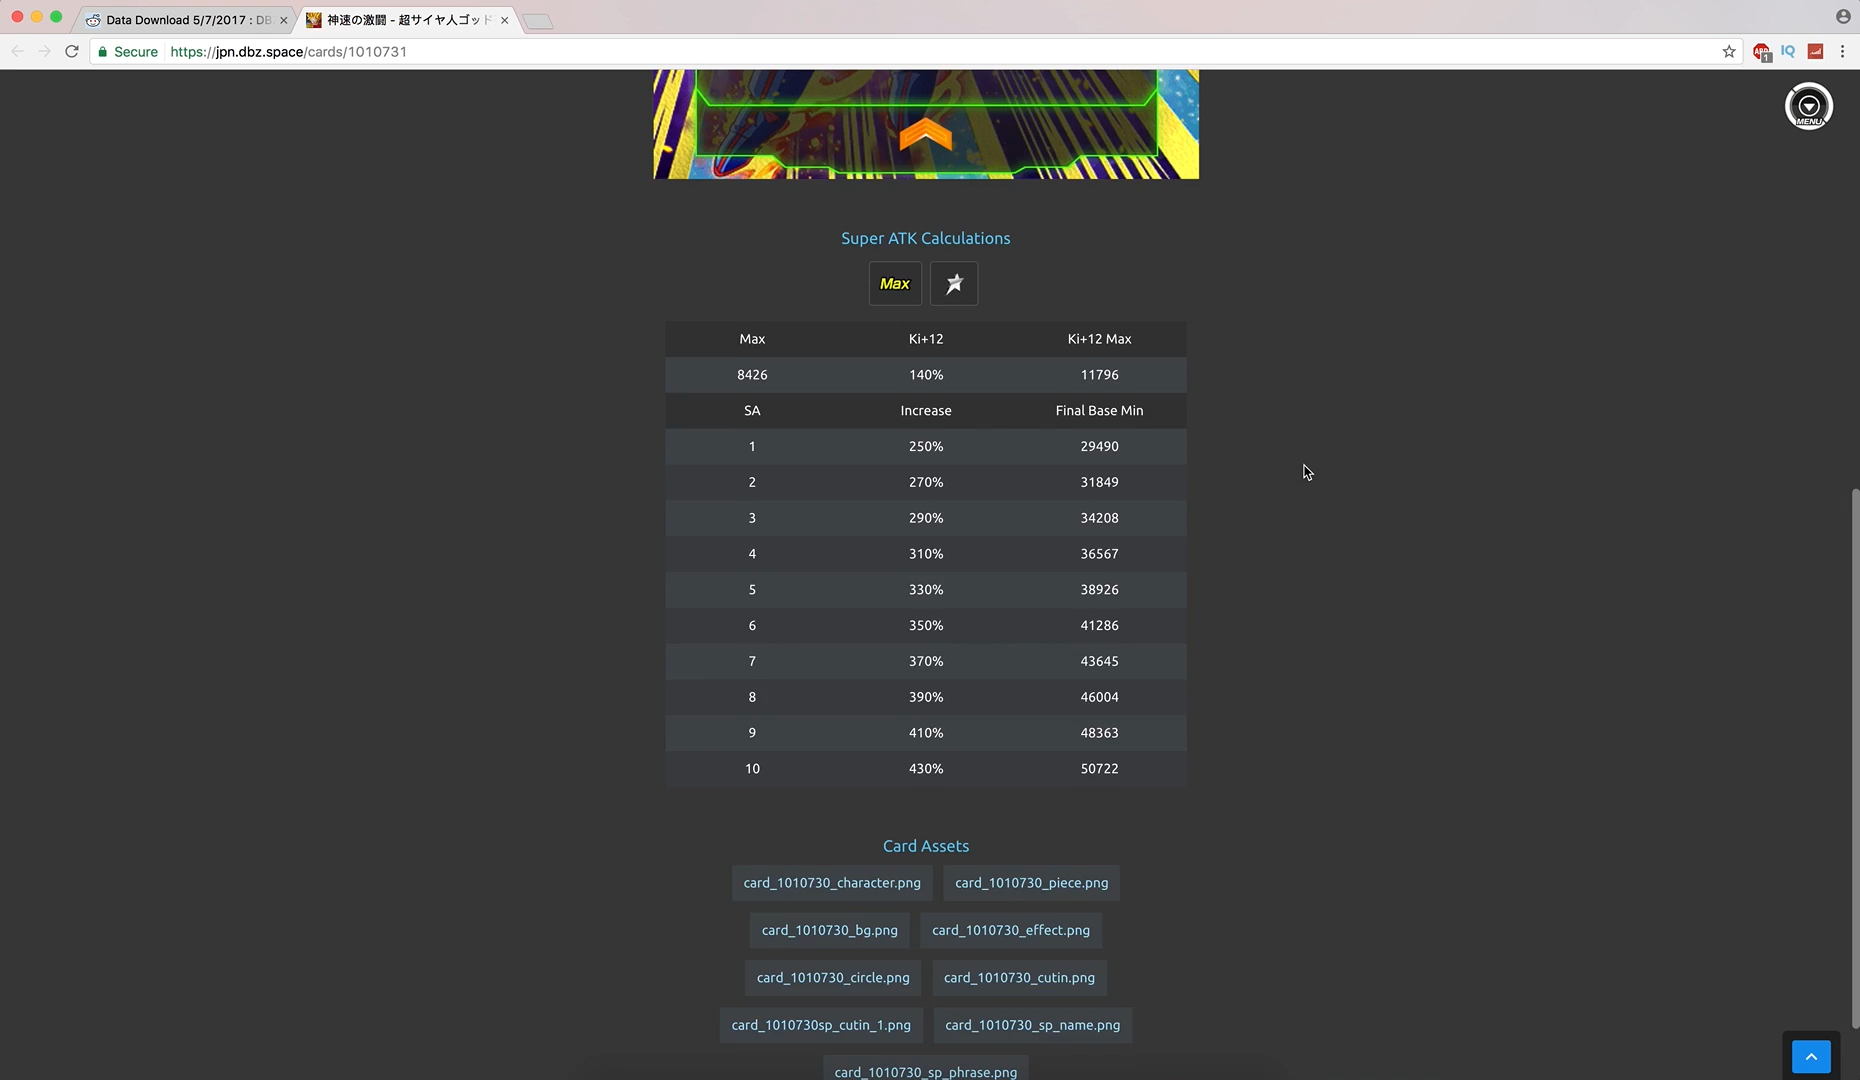 Data Download 5/7/2017 : DB
神速の激闘 - 超サイヤ人ゴッド
Secure https://jpn.dbz.space/cards/1010731
ABP 1 IQ
MENU
Super ATK Calculations
Max
Max Ki+12 Ki+12 Max
8426 140% 11796
SA Increase Final Base Min
1 250% 29490
2 270% 31849
3 290% 34208
4 310% 36567
5 330% 38926
6 350% 41286
7 370% 43645
8 390% 46004
9 410% 48363
10 430% 50722
Card Assets
card_1010730_character.png card_1010730_piece.png
card_1010730_bg.png card_1010730_effect.png
card_1010730_circle.png card_1010730_cutin.png
card_1010730sp_cutin_1.png card_1010730_sp_name.png
card_1010730_sp_phrase.png